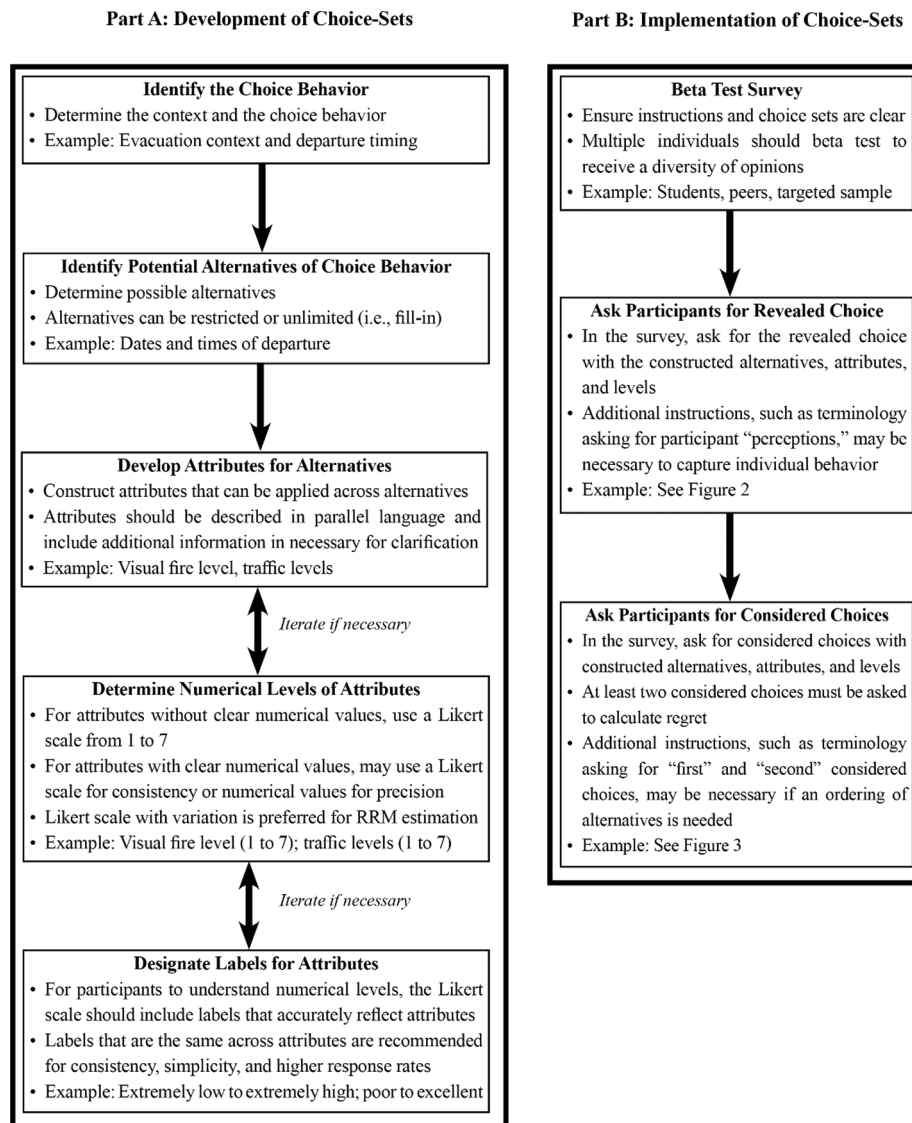 Part A: Development of Choice-Sets
Identify the Choice Behavior
• Determine the context and the choice behavior
• Example: Evacuation context and departure timing
Identify Potential Alternatives of Choice Behavior
• Determine possible alternatives
• Alternatives can be restricted or unlimited (i.e., fill-in)
• Example: Dates and times of departure
Develop Attributes for Alternatives
• Construct attributes that can be applied across alternatives
• Attributes should be described in parallel language and
include additional information in necessary for clarification
• Example: Visual fire level, traffic levels
Iterate if necessary
Determine Numerical Levels of Attributes
• For attributes without clear numerical values, use a Likert
scale from 1 to 7
• For attributes with clear numerical values, may use a Likert
scale for consistency or numerical values for precision
• Likert scale with variation is preferred for RRM estimation
• Example: Visual fire level (1 to 7); traffic levels (1 to 7)
Iterate if necessary
Designate Labels for Attributes
• For participants to understand numerical levels, the Likert
scale should include labels that accurately reflect attributes
• Labels that are the same across attributes are recommended
for consistency, simplicity, and higher response rates
• Example: Extremely low to extremely high; poor to excellent
Part B: Implementation of Choice-Sets
Beta Test Survey
• Ensure instructions and choice sets are clear
• Multiple individuals should beta test to
receive a diversity of opinions
• Example: Students, peers, targeted sample
Ask Participants for Revealed Choice
• In the survey, ask for the revealed choice
with the constructed alternatives, attributes,
and levels
• Additional instructions, such as terminology
asking for participant “perceptions,” may be
necessary to capture individual behavior
• Example: See Figure 2
Ask Participants for Considered Choices
• In the survey, ask for considered choices with
constructed alternatives, attributes, and levels
• At least two considered choices must be asked
to calculate regret
• Additional instructions, such as terminology
asking for “first” and “second” considered
choices, may be necessary if an ordering of
alternatives is needed
• Example: See Figure 3